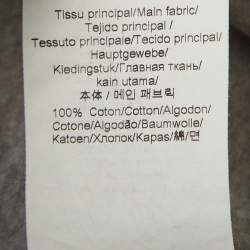 Tissu principal/Main fabric/
Tejido principal /
Tessuto principale/Tecido principal/
Hauptgewebe/
Kledingstuk/Главная ткань/
kain utama/
本体 / 메인 패브릭
100% Coton/Cotton/Algodon/
Cotone/Algodão/Baumwolle/
Katoen/Хлопок/Kapas/綿/면